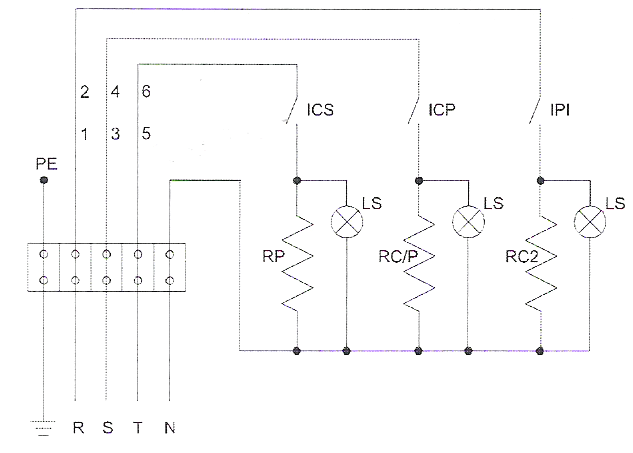 2 4 6
ICS ICP IPI
1 3 5
PE
LS LS LS
RP RC/P RC2
R S T N